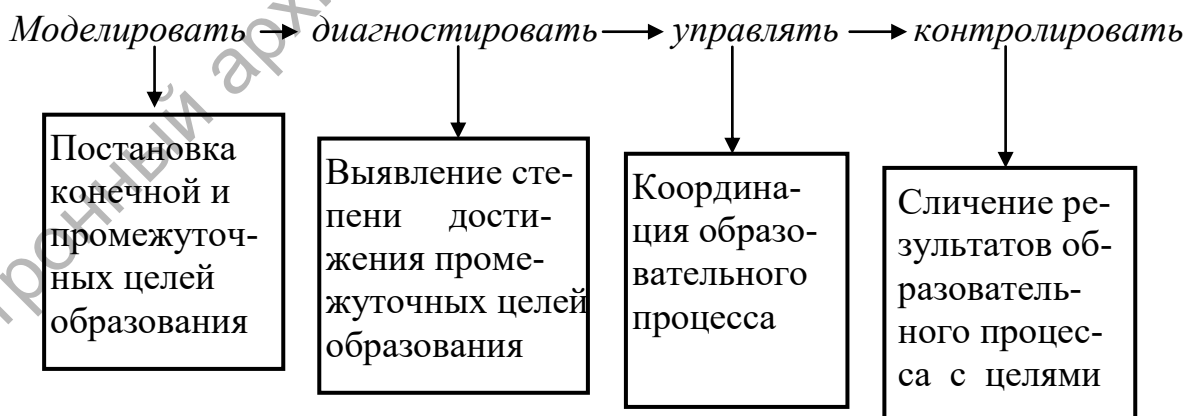 Моделировать диагностировать управлять контролировать
Постановка
конечной и
промежуточ-
ных целей
образования
Выявление сте-
пени дости-
жения проме-
жуточных целей
образования
Координа-
ция образо-
вательного
процесса
Сличение ре-
зультатов об-
разователь-
ного процес-
са с целями